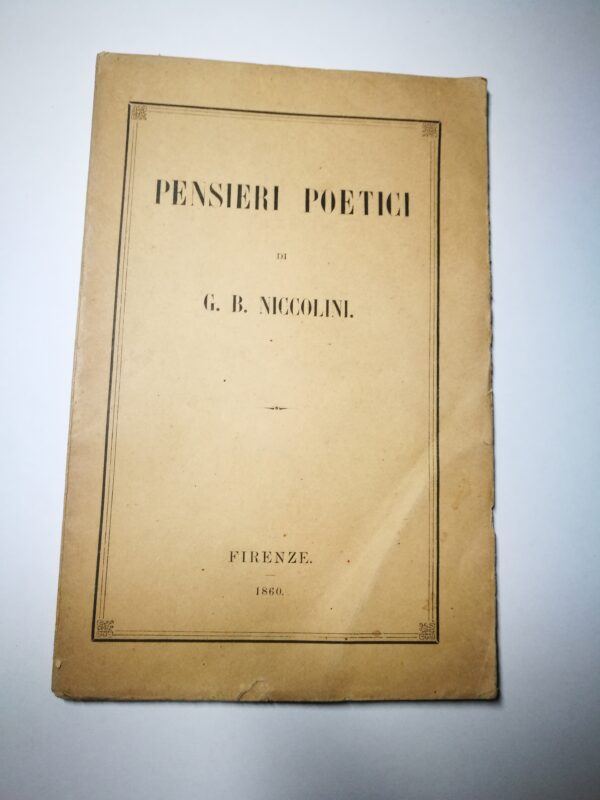 PENSIERI POETICI
DI
G. B. NICCOLINI.
FIRENZE.
1860.